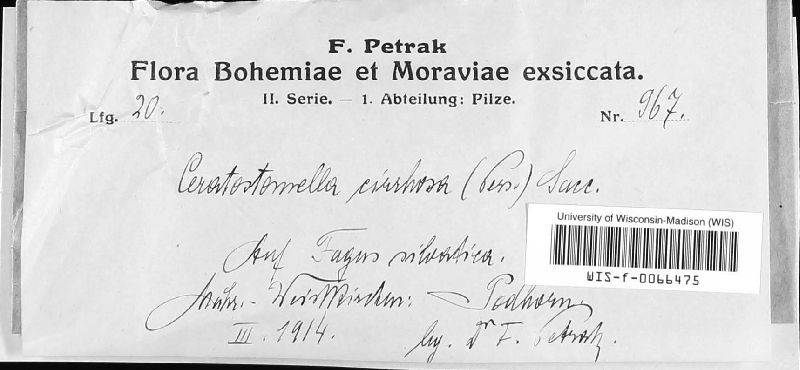 F. Petrak
Flora Bohemiae et Moraviae exsiccata.
II. Serie. — 1. Abteilung: Pilze.
Lfg. 20.
Nr. 967.
Ceratostomella cirrhosa (Pers.) Sacc.
Auf Fagus silvatica.
Mähr.-Weisskirchen: Podhorn
III. 1914. leg. Dr F. Petrak.
University of Wisconsin-Madison (WIS)
WIS-f-0066475